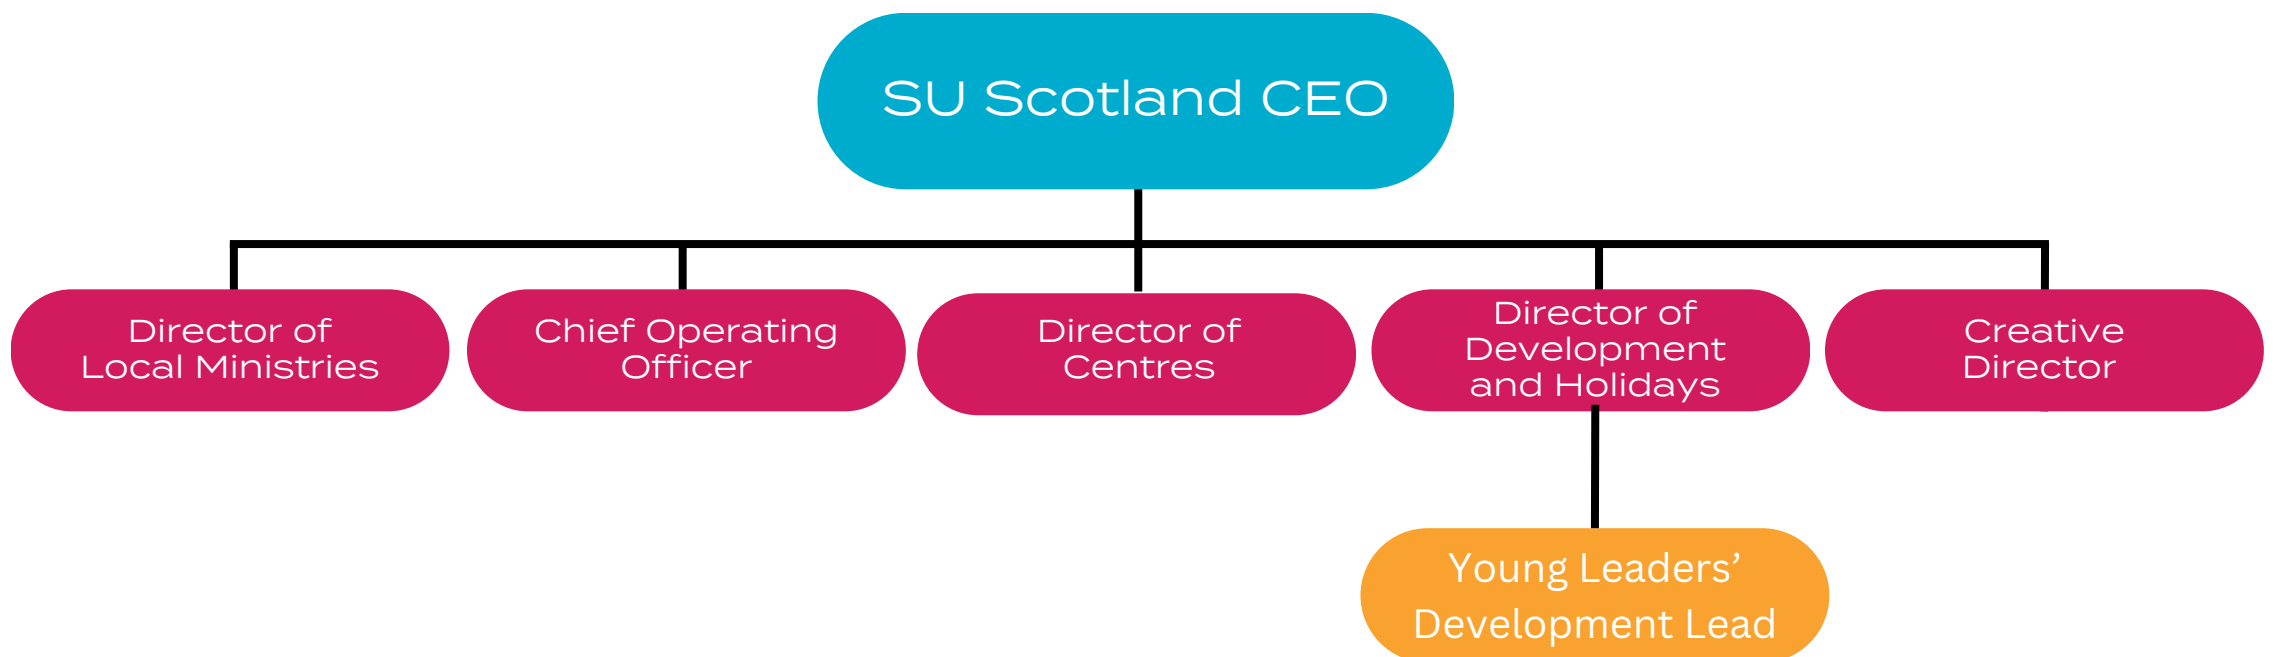 SU Scotland CEO
Director of
Local Ministries
Chief Operating
Officer
Director of
Centres
Director of
Development
and Holidays
Creative
Director
Young Leaders’
Development Lead